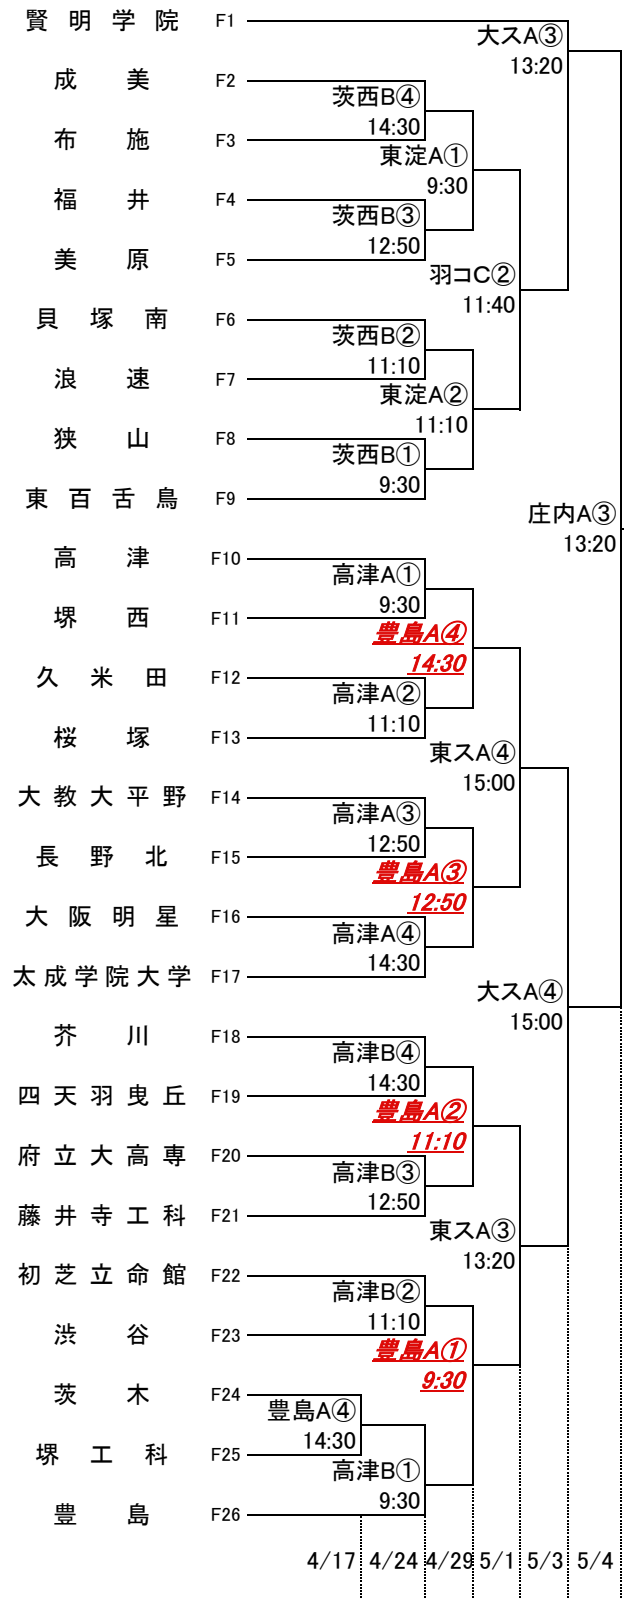 賢明学院 F1
大スA③
13:20
成美 F2
茨西B④
14:30
布施 F3
東淀A①
9:30
福井 F4
茨西B③
12:50
美原 F5
羽コC②
11:40
貝塚南 F6
茨西B②
11:10
浪速 F7
東淀A②
11:10
狭山 F8
茨西B①
9:30
東百舌鳥 F9
庄内A③
13:20
高津 F10
高津A①
9:30
堺西 F11
豊島A④
14:30
久米田 F12
高津A②
11:10
桜塚 F13
東スA④
15:00
大教大平野 F14
高津A③
12:50
長野北 F15
豊島A③
12:50
大阪明星 F16
高津A④
14:30
太成学院大学 F17
大スA④
15:00
芥川 F18
高津B④
14:30
四天羽曳丘 F19
豊島A②
11:10
府立大高専 F20
高津B③
12:50
藤井寺工科 F21
東スA③
13:20
初芝立命館 F22
高津B②
11:10
渋谷 F23
豊島A①
9:30
茨木 F24
豊島A④
14:30
堺工科 F25
高津B①
9:30
豊島 F26
4/17 4/24 4/29 5/1 5/3 5/4